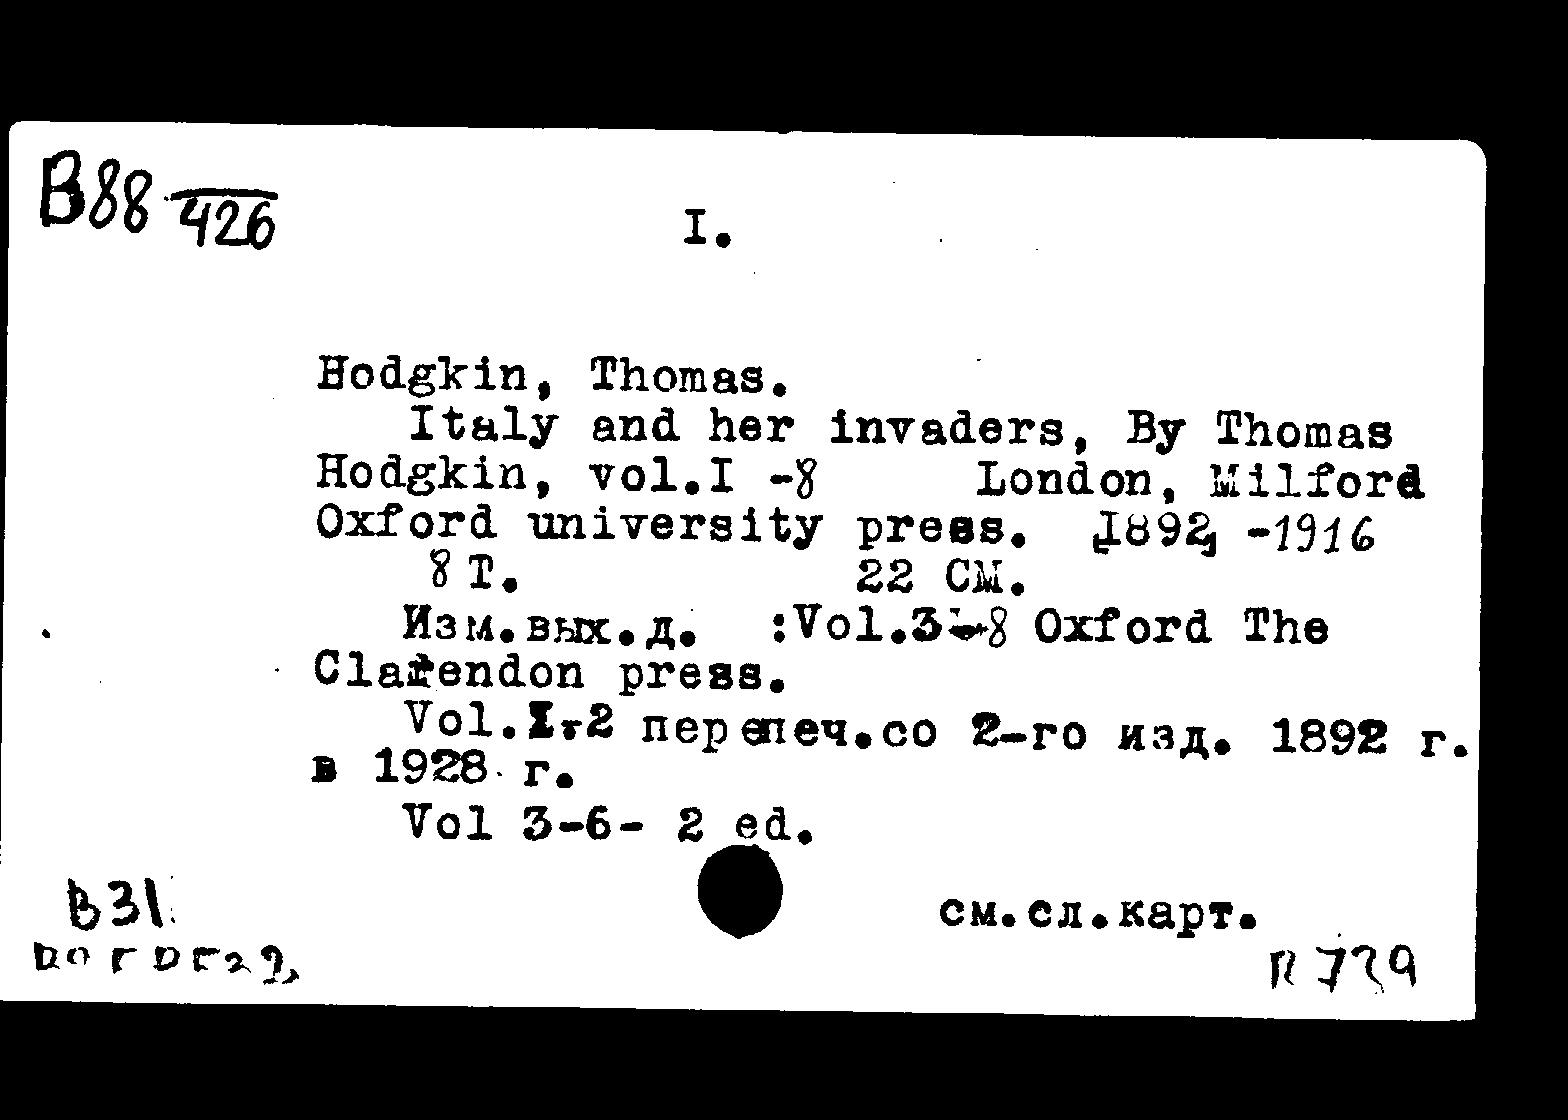 B88 426
I.
Hodgkin, Thomas.
Italy and her invaders, By Thomas
Hodgkin, vol.I -8 London, Milford
Oxford university press. [1892] -1916
8 Т. 22 СМ.
Изм.вых.д. :Vol.3-8 Oxford The
Clarendon press.
Vol.I.2 перепеч.со 2-го изд. 1892 г.
в 1928 г.
Vol 3-6- 2 ed.
В31
см.сл.карт.